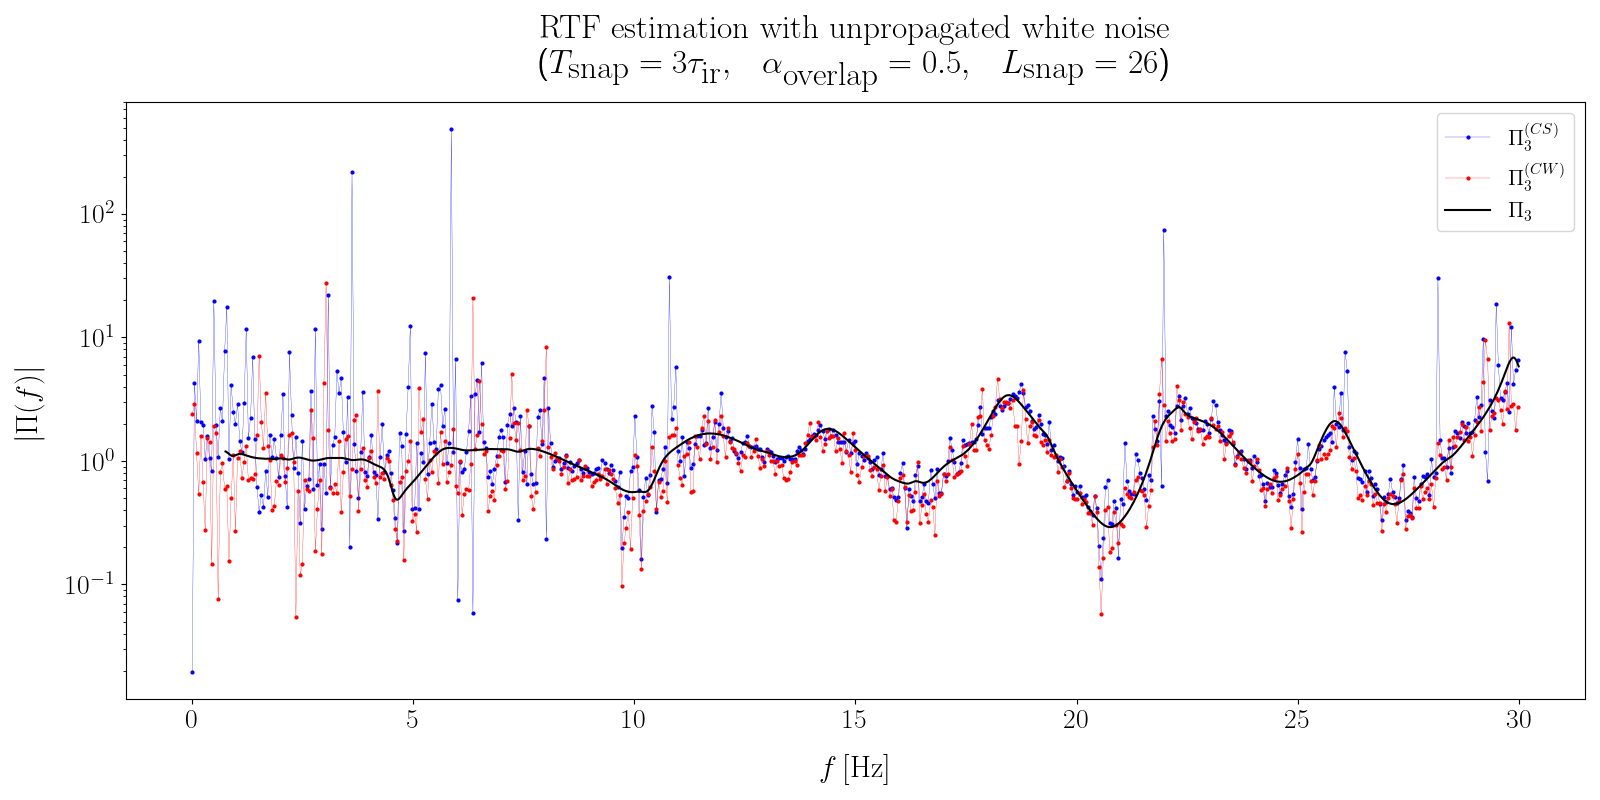 RTF estimation with unpropagated white noise
(T_snap = 3τ_ir, α_overlap = 0.5, L_snap = 26)
Π_3^(CS)
Π_3^(CW)
Π_3
|Π(f)|
10^2
10^1
10^0
10^−1
0 5 10 15 20 25 30
f [Hz]